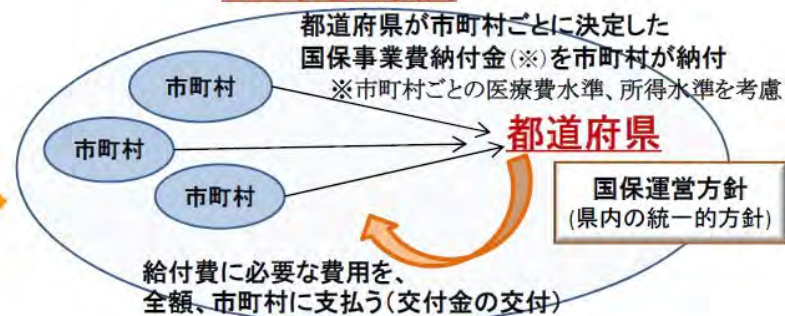 都道府県が市町村ごとに決定した
国保事業費納付金(※)を市町村が納付
※市町村ごとの医療費水準、所得水準を考慮
市町村
市町村
市町村
都道府県
国保運営方針
(県内の統一的方針)
給付費に必要な費用を、
全額、市町村に支払う(交付金の交付)